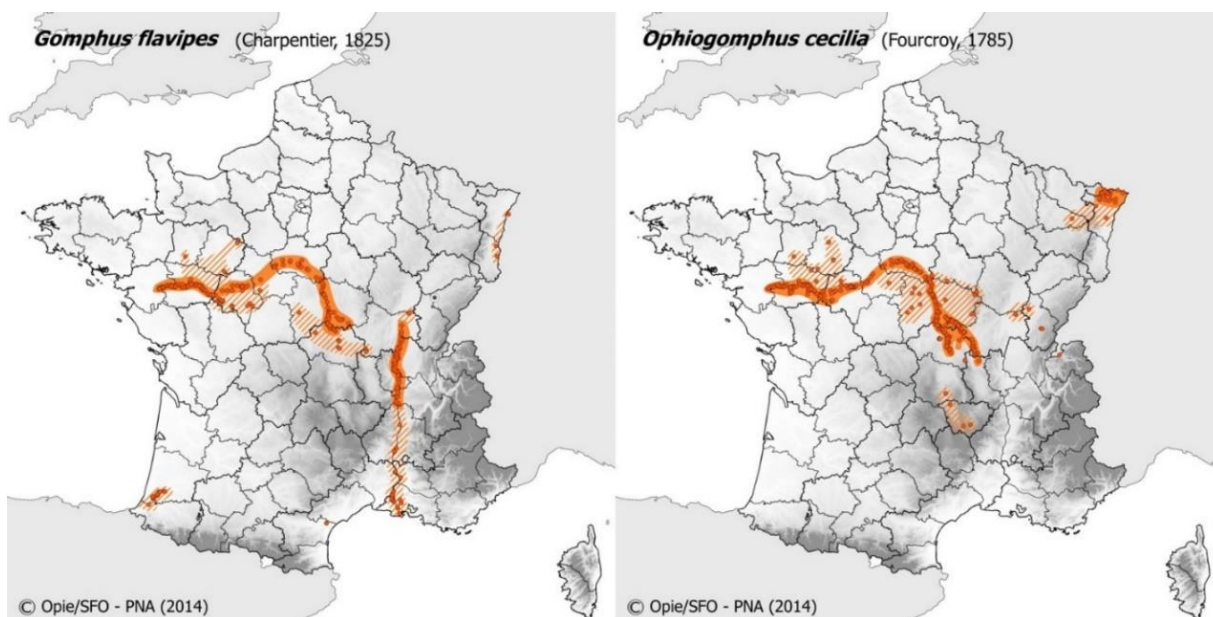 Gomphus flavipes (Charpentier, 1825)
Ophiogomphus cecilia (Fourcroy, 1785)
© Opie/SFO - PNA (2014)
© Opie/SFO - PNA (2014)